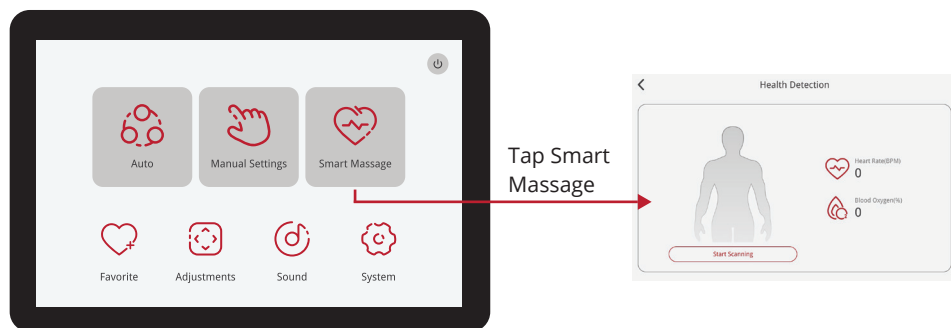 Auto
Manual Settings
Smart Massage
Favorite
Adjustments
Sound
System
Tap Smart
Massage
Health Detection
Heart Rate(BPM)
0
Blood Oxygen(%)
0
Start Scanning